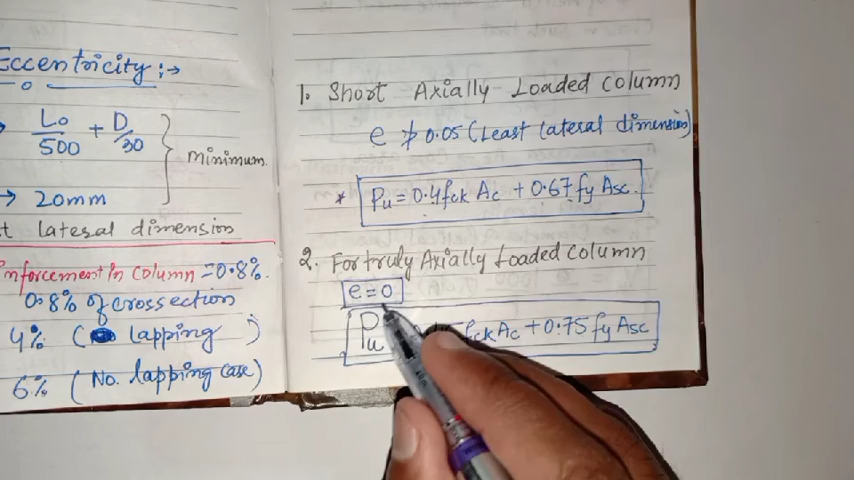 Eccentricity :→
Lo/500 + D/30
minimum.
→ 20mm
lateral dimension
in column = 0.8%.
0.8% of crossection
4% ( lapping )
6% (No. lapping case)
1. Short Axially Loaded column
e ≯ 0.05 (Least lateral dimension)
* Pu = 0.4fck Ac + 0.67 fy Asc
2. For truly Axially Loaded column
e = 0
Pu fck Ac + 0.75 fy Asc